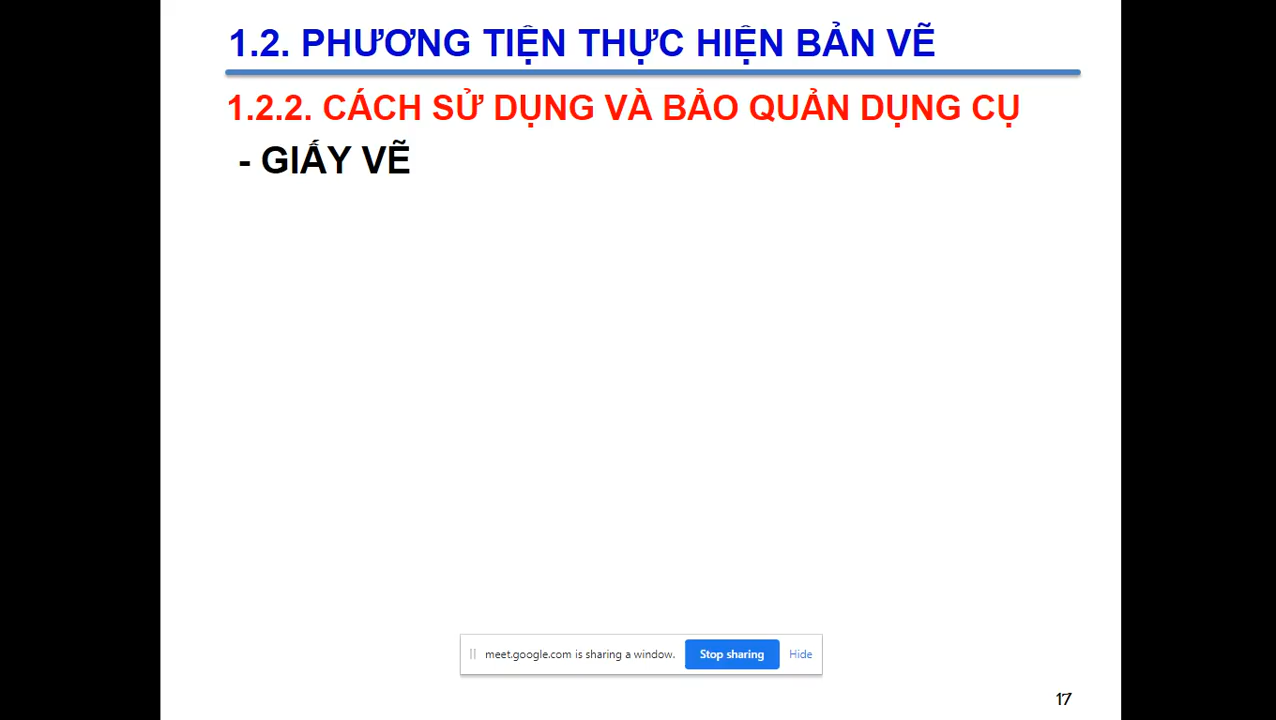 1.2. PHƯƠNG TIỆN THỰC HIỆN BẢN VẼ
1.2.2. CÁCH SỬ DỤNG VÀ BẢO QUẢN DỤNG CỤ
- GIẤY VẼ
meet.google.com is sharing a window. Stop sharing Hide
17